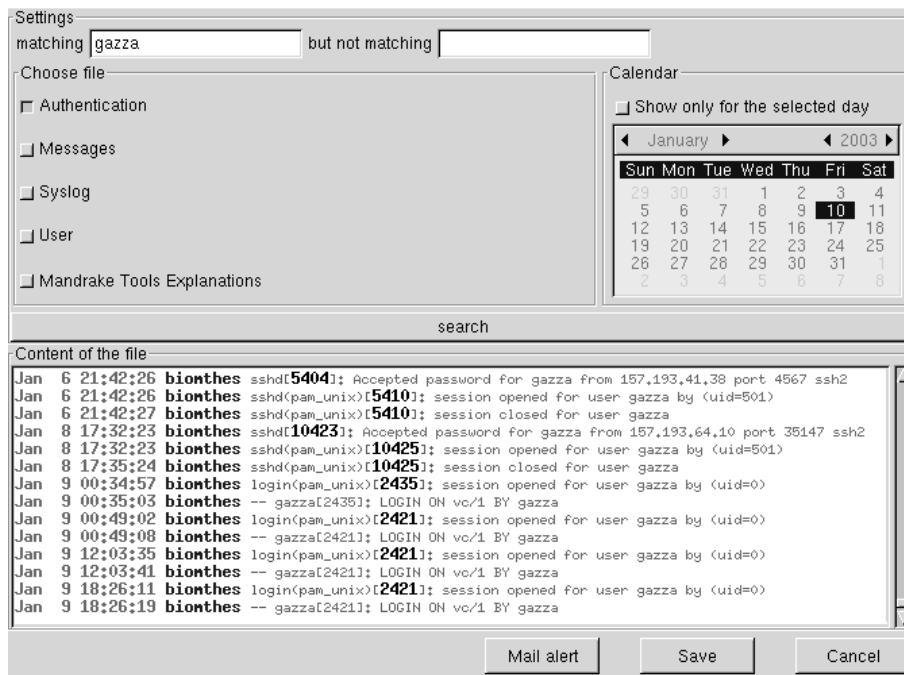 Settings
matching gazza but not matching
Choose file Calendar
Authentication Show only for the selected day
January 2003
Messages Sun Mon Tue Wed Thu Fri Sat
29 30 31 1 2 3 4
Syslog 5 6 7 8 9 10 11
12 13 14 15 16 17 18
User 19 20 21 22 23 24 25
26 27 28 29 30 31 1
Mandrake Tools Explanations 2 3 4 5 6 7 8
search
Content of the file
Jan 6 21:42:26 biomthes sshd[5404]: Accepted password for gazza from 157.193.41.38 port 4567 ssh2
Jan 6 21:42:26 biomthes sshd(pam_unix)[5410]: session opened for user gazza by (uid=501)
Jan 6 21:42:27 biomthes sshd(pam_unix)[5410]: session closed for user gazza
Jan 8 17:32:23 biomthes sshd[10423]: Accepted password for gazza from 157.193.64.10 port 35147 ssh2
Jan 8 17:32:23 biomthes sshd(pam_unix)[10425]: session opened for user gazza by (uid=501)
Jan 8 17:35:24 biomthes sshd(pam_unix)[10425]: session closed for user gazza
Jan 9 00:34:57 biomthes login(pam_unix)[2435]: session opened for user gazza by (uid=0)
Jan 9 00:35:03 biomthes -- gazza[2435]: LOGIN ON vc/1 BY gazza
Jan 9 00:49:02 biomthes login(pam_unix)[2421]: session opened for user gazza by (uid=0)
Jan 9 00:49:08 biomthes -- gazza[2421]: LOGIN ON vc/1 BY gazza
Jan 9 12:03:35 biomthes login(pam_unix)[2421]: session opened for user gazza by (uid=0)
Jan 9 12:03:41 biomthes -- gazza[2421]: LOGIN ON vc/1 BY gazza
Jan 9 18:26:11 biomthes login(pam_unix)[2421]: session opened for user gazza by (uid=0)
Jan 9 18:26:19 biomthes -- gazza[2421]: LOGIN ON vc/1 BY gazza
Mail alert Save Cancel